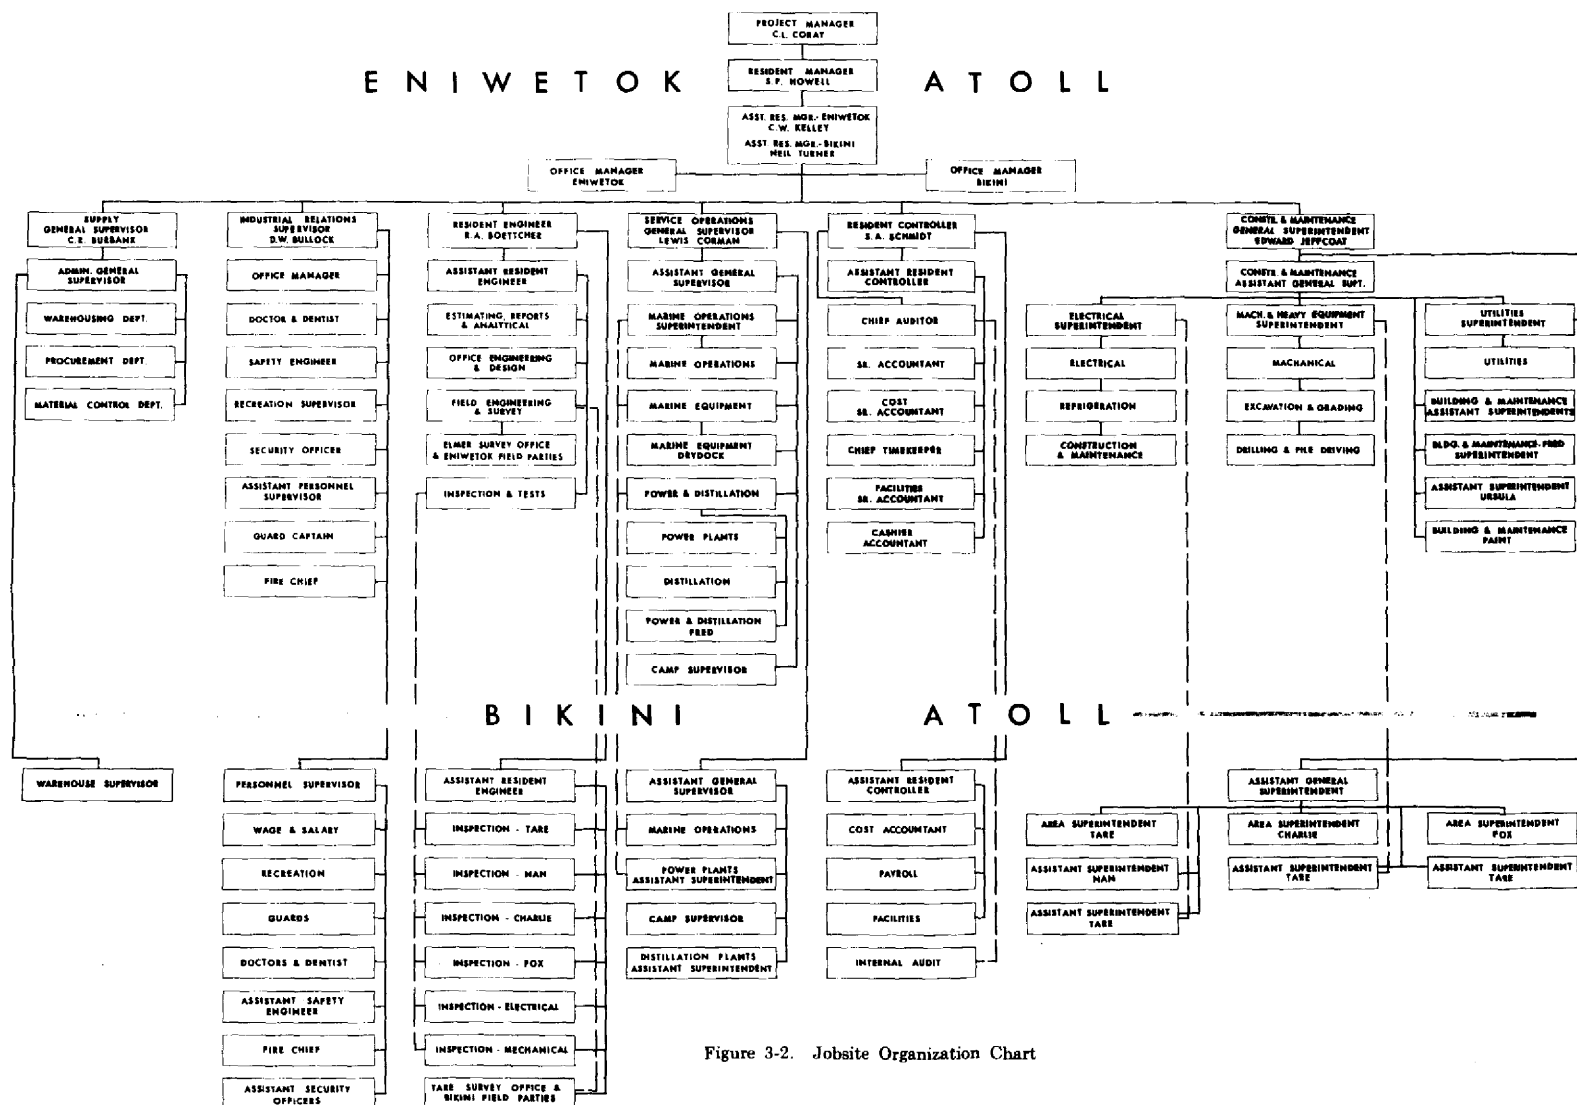 PROJECT MANAGER
C.L. CORAY
ENIWETOK ATOLL
RESIDENT MANAGER
S.P. HOWELL
ASST. RES. MGR.-ENIWETOK
C.W. KELLEY
ASST RES. MGR.-BIKINI
NEIL TURNER
OFFICE MANAGER
ENIWETOK
OFFICE MANAGER
BIKINI
SUPPLY
GENERAL SUPERVISOR
C.E. BURBANK
ADMIN. GENERAL
SUPERVISOR
WAREHOUSING DEPT.
PROCUREMENT DEPT.
MATERIAL CONTROL DEPT.
INDUSTRIAL RELATIONS
SUPERVISOR
D.W. BULLOCK
OFFICE MANAGER
DOCTOR & DENTIST
SAFETY ENGINEER
RECREATION SUPERVISOR
SECURITY OFFICER
ASSISTANT PERSONNEL
SUPERVISOR
GUARD CAPTAIN
FIRE CHIEF
RESIDENT ENGINEER
R.A. BOETTCHER
ASSISTANT RESIDENT
ENGINEER
ESTIMATING, REPORTS
& ANALYTICAL
OFFICE ENGINEERING
& DESIGN
FIELD ENGINEERING
& SURVEY
ELMER SURVEY OFFICE
& ENIWETOK FIELD PARTIES
INSPECTION & TESTS
SERVICE OPERATIONS
GENERAL SUPERVISOR
LEWIS CORMAN
ASSISTANT GENERAL
SUPERVISOR
MARINE OPERATIONS
SUPERINTENDENT
MARINE OPERATIONS
MARINE EQUIPMENT
MARINE EQUIPMENT
DRYDOCK
POWER & DISTILLATION
POWER PLANTS
DISTILLATION
POWER & DISTILLATION
FRED
CAMP SUPERVISOR
RESIDENT CONTROLLER
S.A. SCHMIDT
ASSISTANT RESIDENT
CONTROLLER
CHIEF AUDITOR
SR. ACCOUNTANT
COST
SR. ACCOUNTANT
CHIEF TIMEKEEPER
FACILITIES
SR. ACCOUNTANT
CASHIER
ACCOUNTANT
CONSTR. & MAINTENANCE
GENERAL SUPERINTENDENT
EDWARD JEFFCOAT
CONSTR. & MAINTENANCE
ASSISTANT GENERAL SUPT.
ELECTRICAL
SUPERINTENDENT
ELECTRICAL
REFRIGERATION
CONSTRUCTION
& MAINTENANCE
MACH. & HEAVY EQUIPMENT
SUPERINTENDENT
MACHANICAL
EXCAVATION & GRADING
DRILLING & PILE DRIVING
UTILITIES
SUPERINTENDENT
UTILITIES
BUILDING & MAINTENANCE
ASSISTANT SUPERINTENDENTS
BLDG. & MAINTENANCE-FRED
SUPERINTENDENT
ASSISTANT SUPERINTENDENT
URSULA
BUILDING & MAINTENANCE
PAINT
BIKINI ATOLL
WAREHOUSE SUPERVISOR
PERSONNEL SUPERVISOR
WAGE & SALARY
RECREATION
GUARDS
DOCTORS & DENTIST
ASSISTANT SAFETY
ENGINEER
FIRE CHIEF
ASSISTANT SECURITY
OFFICERS
ASSISTANT RESIDENT
ENGINEER
INSPECTION - TARE
INSPECTION - NAN
INSPECTION - CHARLIE
INSPECTION - FOX
INSPECTION - ELECTRICAL
INSPECTION - MECHANICAL
TARE SURVEY OFFICE &
BIKINI FIELD PARTIES
ASSISTANT GENERAL
SUPERVISOR
MARINE OPERATIONS
POWER PLANTS
ASSISTANT SUPERINTENDENT
CAMP SUPERVISOR
DISTILLATION PLANTS
ASSISTANT SUPERINTENDENT
ASSISTANT RESIDENT
CONTROLLER
COST ACCOUNTANT
PAYROLL
FACILITIES
INTERNAL AUDIT
ASSISTANT GENERAL
SUPERINTENDENT
AREA SUPERINTENDENT
TARE
ASSISTANT SUPERINTENDENT
NAN
ASSISTANT SUPERINTENDENT
TARE
AREA SUPERINTENDENT
CHARLIE
ASSISTANT SUPERINTENDENT
TARE
AREA SUPERINTENDENT
FOX
ASSISTANT SUPERINTENDENT
TARE
Figure 3-2. Jobsite Organization Chart